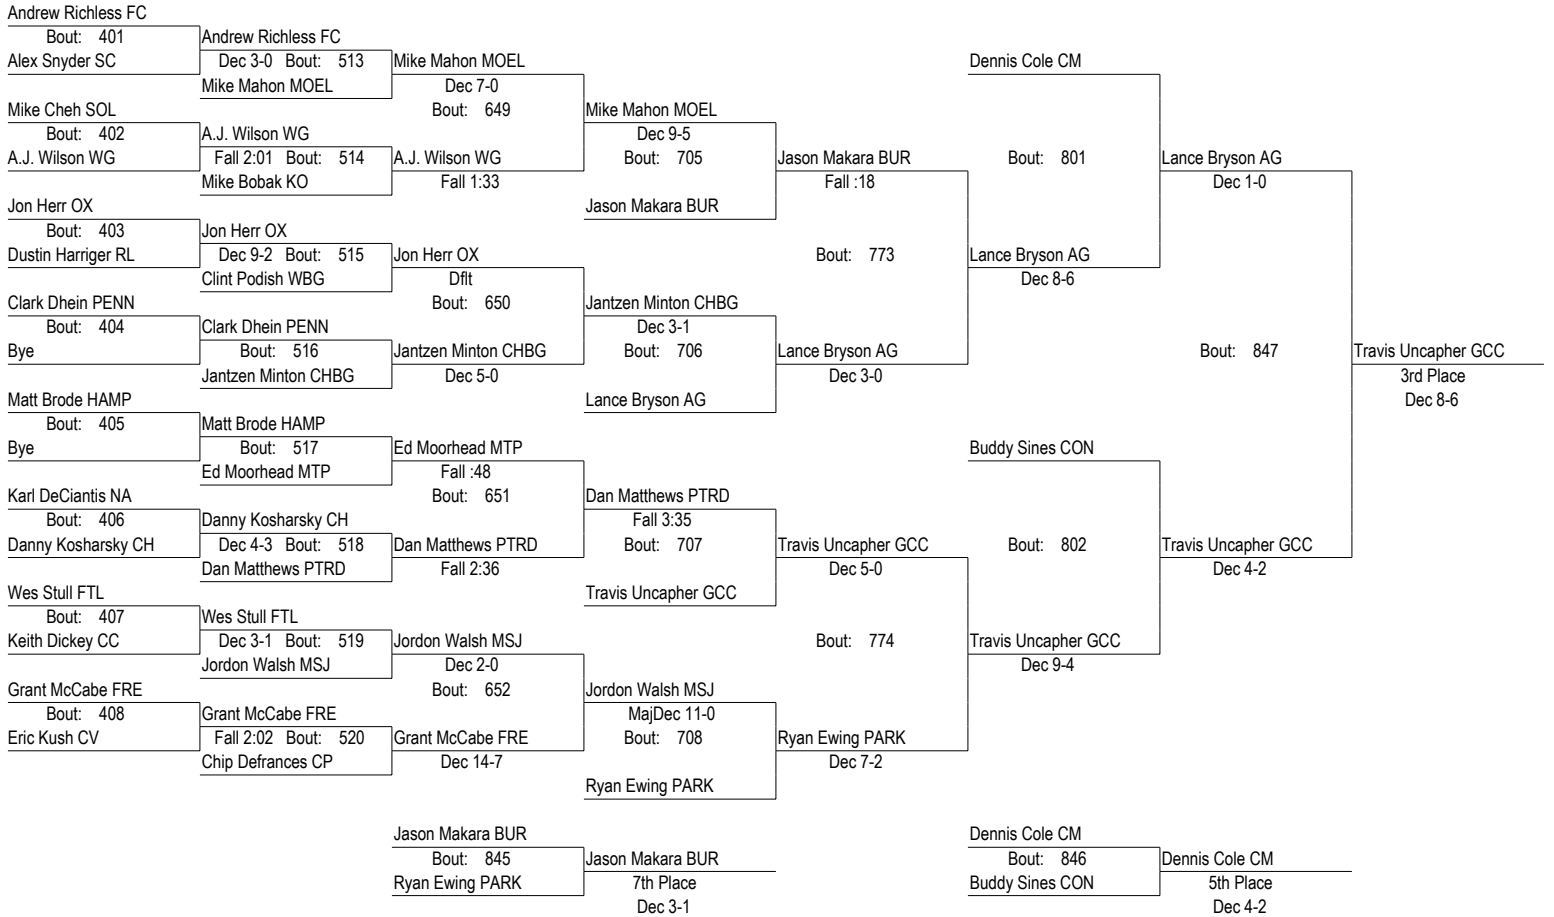 Andrew Richless FC
Bout: 401
Andrew Richless FC
Alex Snyder SC
Dec 3-0 Bout: 513
Mike Mahon MOEL
Dennis Cole CM
Mike Mahon MOEL
Dec 7-0
Mike Cheh SOL
Bout: 649
Mike Mahon MOEL
Bout: 402
A.J. Wilson WG
Dec 9-5
A.J. Wilson WG
Fall 2:01 Bout: 514
A.J. Wilson WG
Bout: 705
Jason Makara BUR
Bout: 801
Lance Bryson AG
Mike Bobak KO
Fall 1:33
Fall :18
Dec 1-0
Jon Herr OX
Jason Makara BUR
Bout: 403
Jon Herr OX
Dustin Harriger RL
Dec 9-2 Bout: 515
Jon Herr OX
Bout: 773
Lance Bryson AG
Clint Podish WBG
Dflt
Dec 8-6
Clark Dhein PENN
Bout: 650
Jantzen Minton CHBG
Bout: 404
Clark Dhein PENN
Dec 3-1
Bye
Bout: 516
Jantzen Minton CHBG
Bout: 706
Lance Bryson AG
Bout: 847
Travis Uncapher GCC
Jantzen Minton CHBG
Dec 5-0
Dec 3-0
3rd Place
Matt Brode HAMP
Lance Bryson AG
Dec 8-6
Bout: 405
Matt Brode HAMP
Bye
Bout: 517
Ed Moorhead MTP
Buddy Sines CON
Ed Moorhead MTP
Fall :48
Karl DeCiantis NA
Bout: 651
Dan Matthews PTRD
Bout: 406
Danny Kosharsky CH
Fall 3:35
Danny Kosharsky CH
Dec 4-3 Bout: 518
Dan Matthews PTRD
Bout: 707
Travis Uncapher GCC
Bout: 802
Travis Uncapher GCC
Dan Matthews PTRD
Fall 2:36
Dec 5-0
Dec 4-2
Wes Stull FTL
Travis Uncapher GCC
Bout: 407
Wes Stull FTL
Keith Dickey CC
Dec 3-1 Bout: 519
Jordon Walsh MSJ
Bout: 774
Travis Uncapher GCC
Jordon Walsh MSJ
Dec 2-0
Dec 9-4
Grant McCabe FRE
Bout: 652
Jordon Walsh MSJ
Bout: 408
Grant McCabe FRE
MajDec 11-0
Eric Kush CV
Fall 2:02 Bout: 520
Grant McCabe FRE
Bout: 708
Ryan Ewing PARK
Chip Defrances CP
Dec 14-7
Dec 7-2
Ryan Ewing PARK
Jason Makara BUR
Dennis Cole CM
Bout: 845
Jason Makara BUR
Bout: 846
Dennis Cole CM
Ryan Ewing PARK
7th Place
Buddy Sines CON
5th Place
Dec 3-1
Dec 4-2